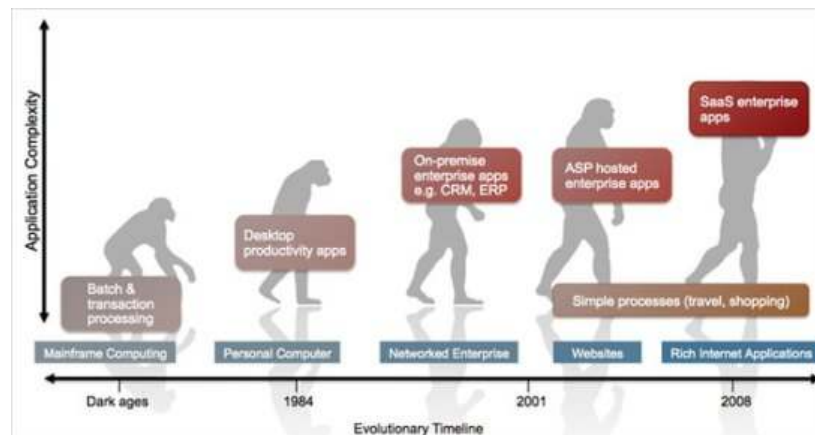 Application Complexity
SaaS enterprise
apps
On-premise
enterprise apps
e.g. CRM, ERP
ASP hosted
enterprise apps
Desktop
productivity apps
Batch &
transaction
processing
Simple processes (travel, shopping)
Mainframe Computing
Personal Computer
Networked Enterprise
Websites
Rich Internet Applications
Dark ages
1984
2001
2008
Evolutionary Timeline